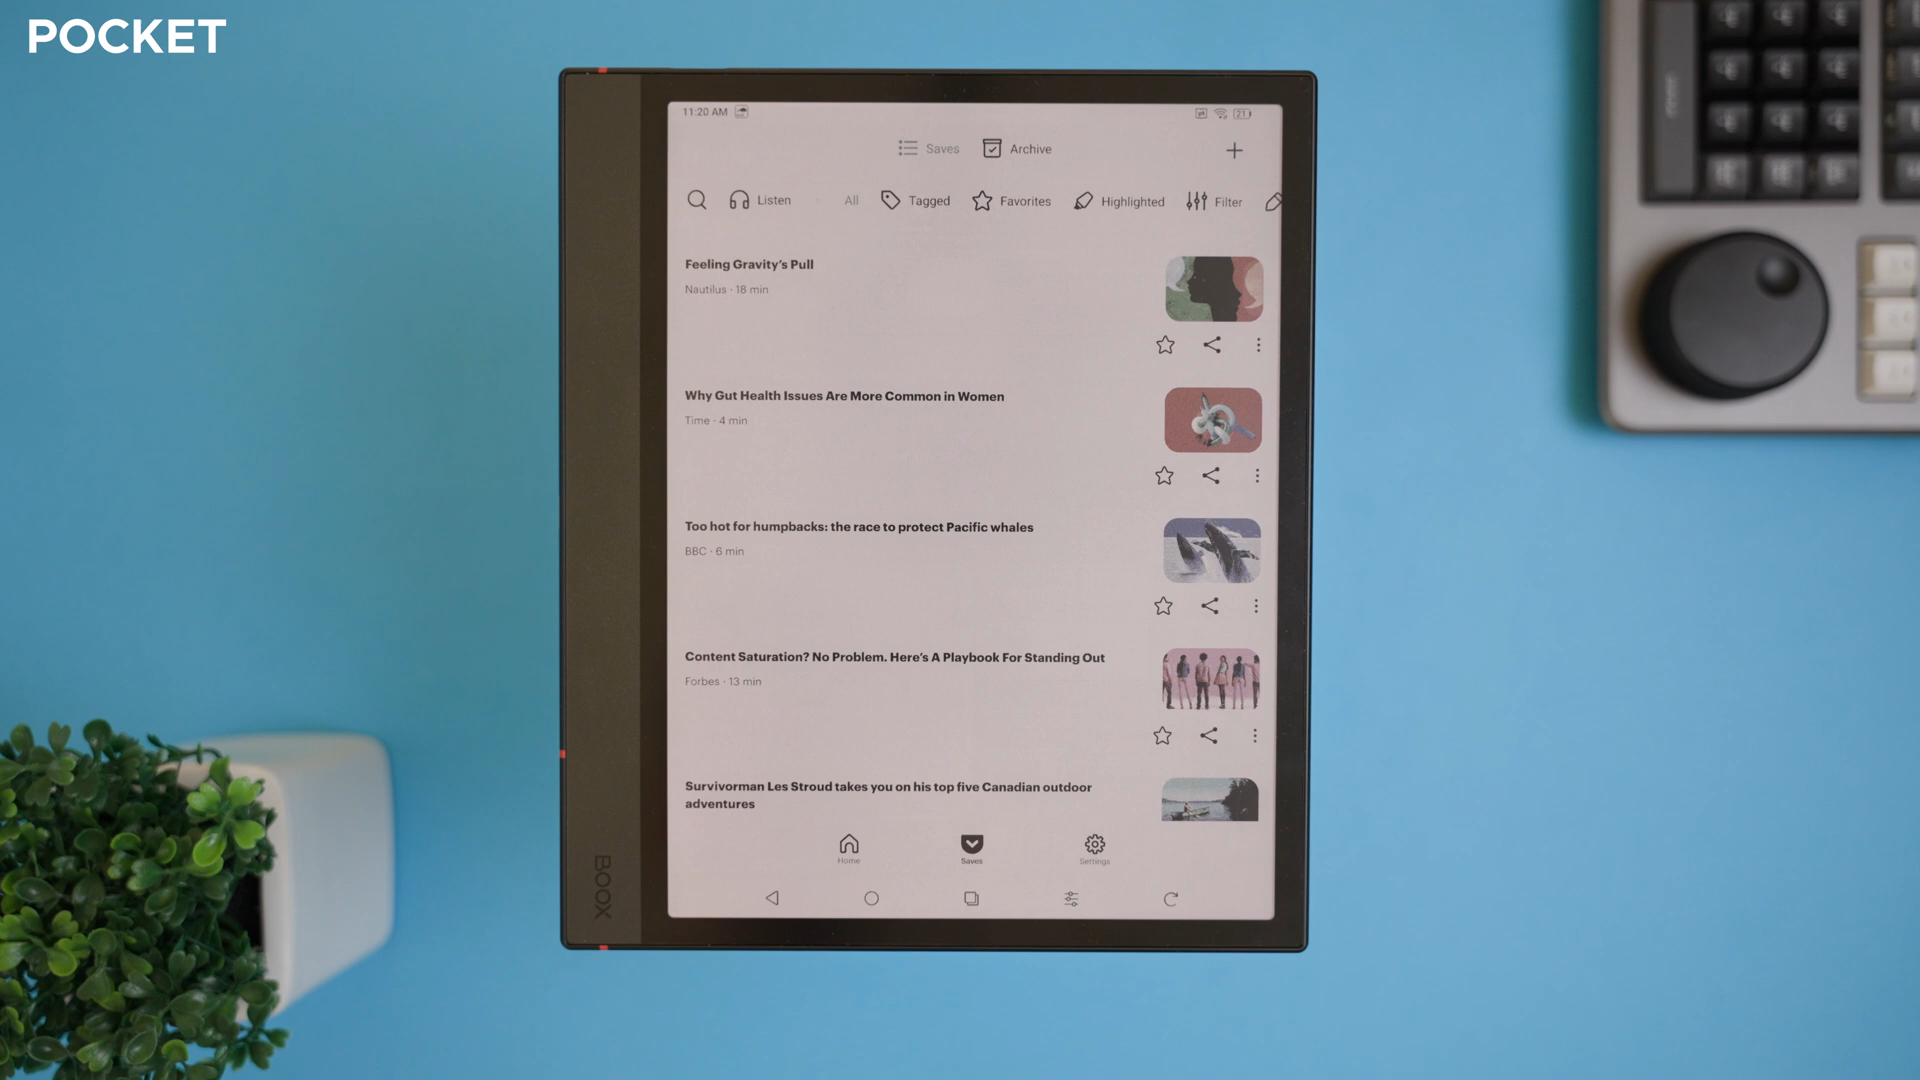 POCKET
11:20 AM
21
Saves
Archive
Listen
All
Tagged
Favorites
Highlighted
Filter
Feeling Gravity's Pull
Nautilus · 18 min
Why Gut Health Issues Are More Common in Women
Time · 4 min
Too hot for humpbacks: the race to protect Pacific whales
BBC · 6 min
Content Saturation? No Problem. Here's A Playbook For Standing Out
Forbes · 13 min
Survivorman Les Stroud takes you on his top five Canadian outdoor
adventures
Home
Saves
Settings
BOOX